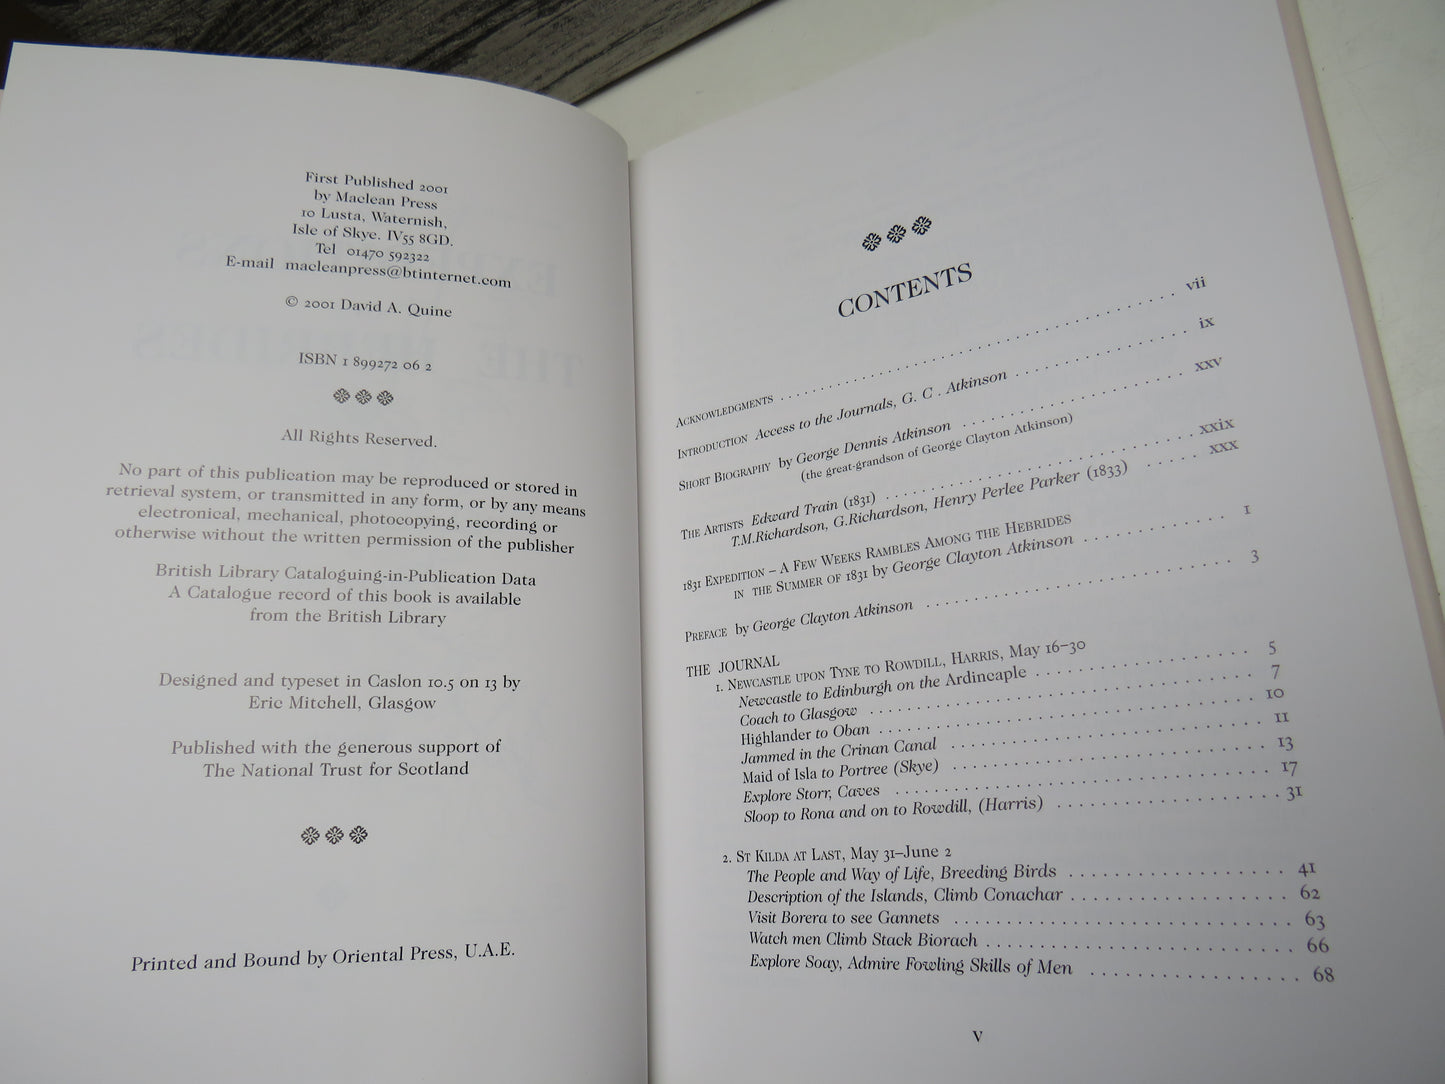 First Published 2001
by Maclean Press
10 Lusta, Waternish,
Isle of Skye. IV55 8GD.
Tel 01470 592322
E-mail macleanpress@btinternet.com
© 2001 David A. Quine
ISBN 1 899272 06 2
All Rights Reserved.
No part of this publication may be reproduced or stored in
retrieval system, or transmitted in any form, or by any means
electronical, mechanical, photocopying, recording or
otherwise without the written permission of the publisher
British Library Cataloguing-in-Publication Data
A Catalogue record of this book is available
from the British Library
Designed and typeset in Caslon 10.5 on 13 by
Eric Mitchell, Glasgow
Published with the generous support of
The National Trust for Scotland
Printed and Bound by Oriental Press, U.A.E.
CONTENTS
Acknowledgments . . . . . . . . . . vii
Introduction Access to the Journals, G. C . Atkinson . . . . . . . . . . ix
Short Biography by George Dennis Atkinson . . . . . . . . . . xxv
(the great-grandson of George Clayton Atkinson)
The Artists Edward Train (1831) . . . . . . . . . . xxix
T.M.Richardson, G.Richardson, Henry Perlee Parker (1833) . . . . . xxx
1831 Expedition – A Few Weeks Rambles Among the Hebrides
in the Summer of 1831 by George Clayton Atkinson . . . . . . . . . . 1
Preface by George Clayton Atkinson . . . . . . . . . . 3
THE JOURNAL
1. Newcastle upon Tyne to Rowdill, Harris, May 16–30
Newcastle to Edinburgh on the Ardincaple . . . . . . . . . . 5
Coach to Glasgow . . . . . . . . . . 7
Highlander to Oban . . . . . . . . . . 10
Jammed in the Crinan Canal . . . . . . . . . . 11
Maid of Isla to Portree (Skye) . . . . . . . . . . 13
Explore Storr, Caves . . . . . . . . . . 17
Sloop to Rona and on to Rowdill, (Harris) . . . . . . . . . . 31
2. St Kilda at Last, May 31–June 2
The People and Way of Life, Breeding Birds . . . . . . . . . . 41
Description of the Islands, Climb Conachar . . . . . . . . . . 62
Visit Borera to see Gannets . . . . . . . . . . 63
Watch men Climb Stack Biorach . . . . . . . . . . 66
Explore Soay, Admire Fowling Skills of Men . . . . . . . . . . 68
V